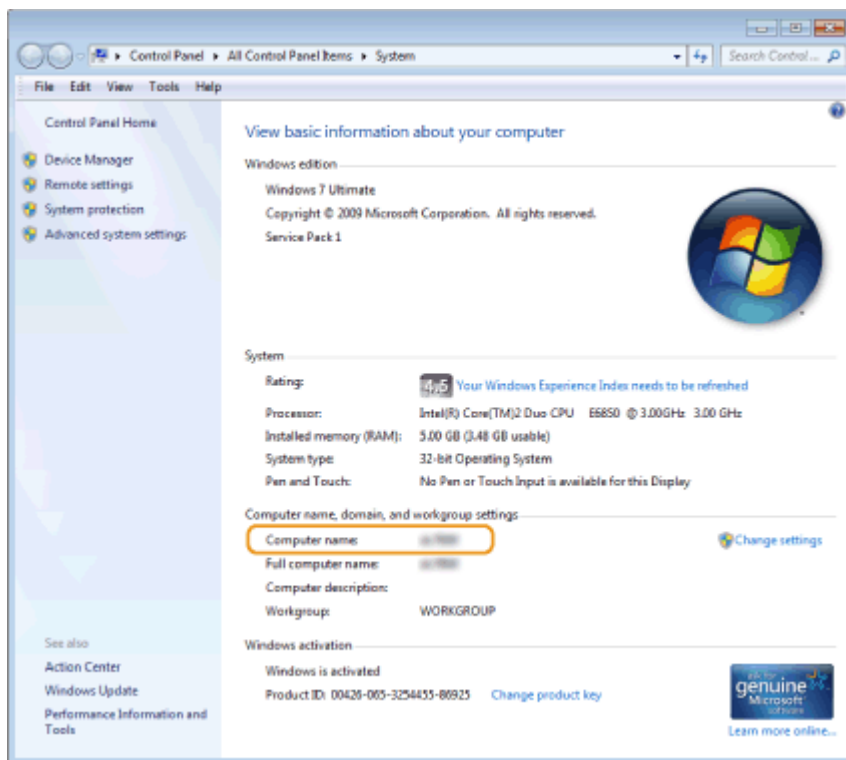 Control Panel ▸ All Control Panel Items ▸ System
Search Control...
File Edit View Tools Help
Control Panel Home
Device Manager
Remote settings
System protection
Advanced system settings
View basic information about your computer
Windows edition
Windows 7 Ultimate
Copyright © 2009 Microsoft Corporation. All rights reserved.
Service Pack 1
System
Rating:
4,5 Your Windows Experience Index needs to be refreshed
Processor: Intel(R) Core(TM)2 Duo CPU E6850 @ 3.00GHz 3.00 GHz
Installed memory (RAM): 5.00 GB (3.48 GB usable)
System type: 32-bit Operating System
Pen and Touch: No Pen or Touch Input is available for this Display
Computer name, domain, and workgroup settings
Computer name:
Change settings
Full computer name:
Computer description:
Workgroup: WORKGROUP
See also
Action Center
Windows Update
Performance Information and
Tools
Windows activation
Windows is activated
Product ID: 00426-065-3254455-86925 Change product key
ask for
genuine
Microsoft
software
Learn more online...